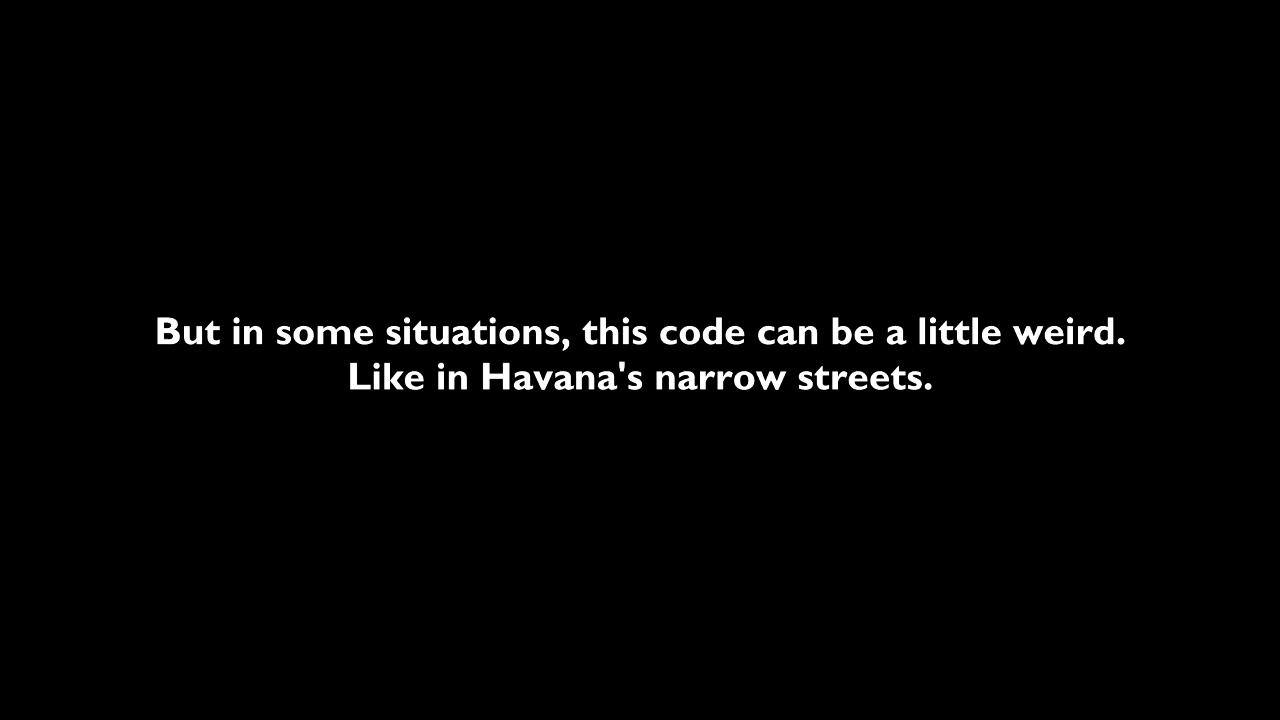 But in some situations, this code can be a little weird.
Like in Havana's narrow streets.